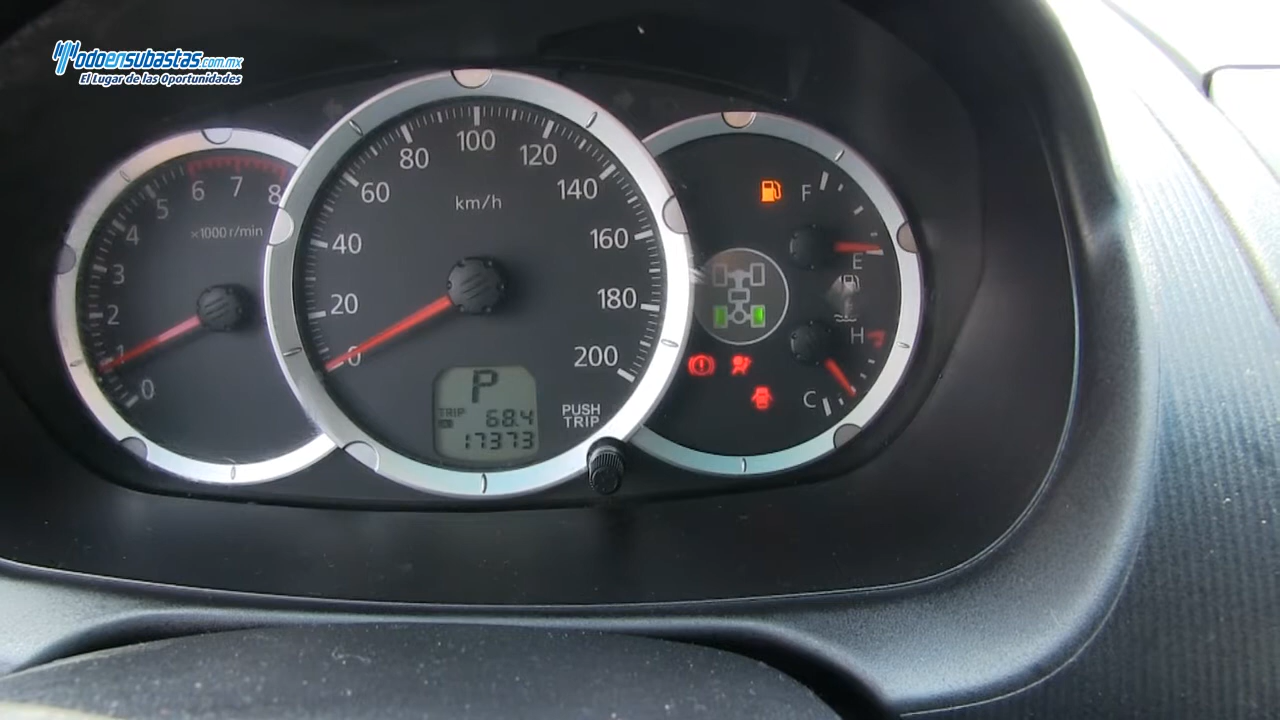 Todoensubastas.com.mx
El Lugar de las Oportunidades
0
1
2
3
4
5
6
7
8
×1000 r/min
0
20
40
60
80
100
120
140
160
180
200
km/h
P
TRIP
68.4
17373
PUSH
TRIP
F
E
H
C